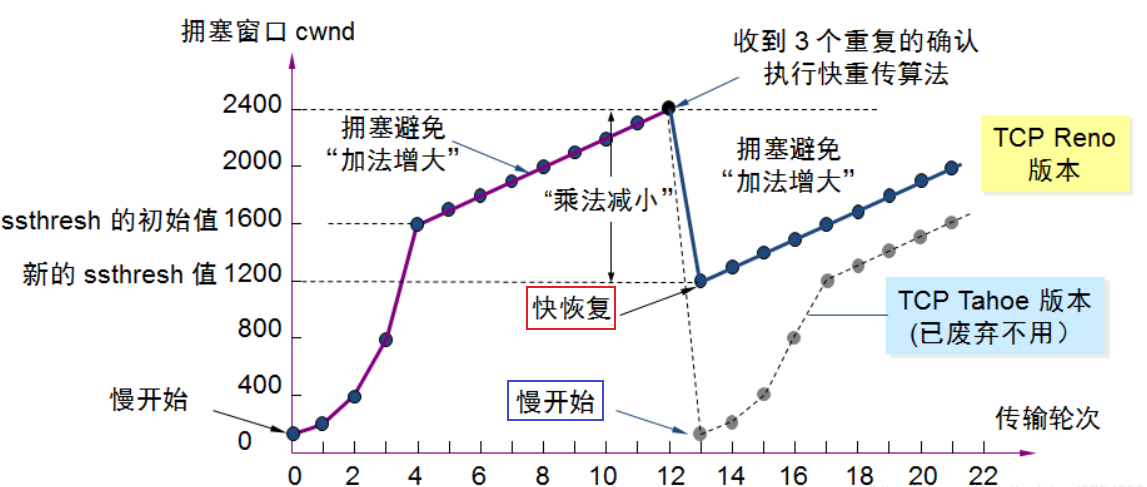 拥塞窗口 cwnd
收到 3 个重复的确认
执行快重传算法
2400
拥塞避免
“加法增大”
拥塞避免
“加法增大”
TCP Reno
版本
2000
“乘法减小”
ssthresh 的初始值 1600
新的 ssthresh 值 1200
快恢复
TCP Tahoe 版本
(已废弃不用）
800
400
慢开始
慢开始
传输轮次
0
0 2 4 6 8 10 12 13 14 16 18 20 22